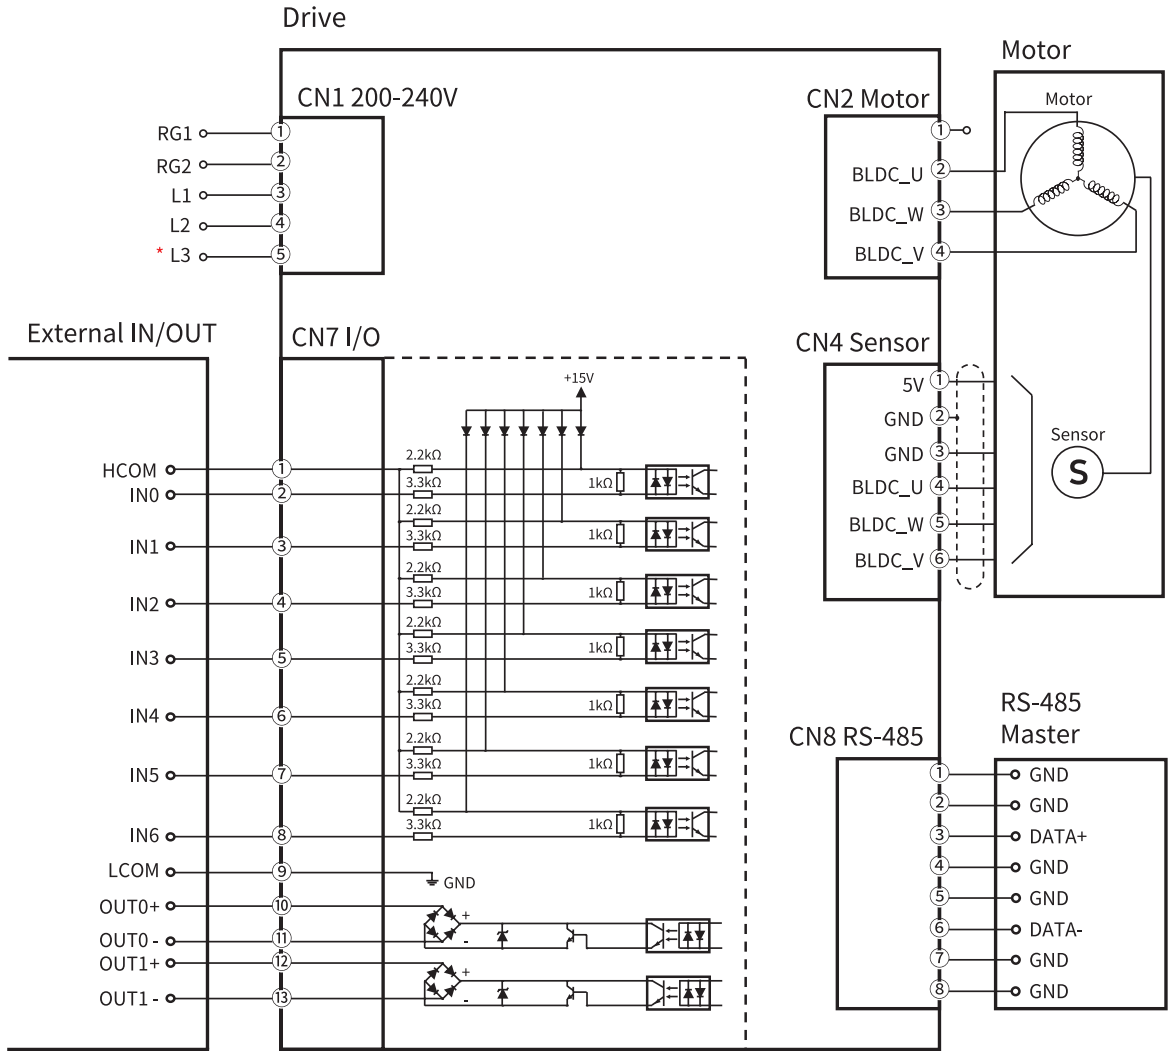 Drive
Motor
CN1 200-240V
RG1 1
RG2 2
L1 3
L2 4
* L3 5
CN2 Motor
1
BLDC_U 2
BLDC_W 3
BLDC_V 4
Motor
External IN/OUT
CN7 I/O
+15V
HCOM 1 2.2kΩ
IN0 2 3.3kΩ 1kΩ
2.2kΩ
IN1 3 3.3kΩ 1kΩ
2.2kΩ
IN2 4 3.3kΩ 1kΩ
2.2kΩ
IN3 5 3.3kΩ 1kΩ
2.2kΩ
IN4 6 3.3kΩ 1kΩ
2.2kΩ
IN5 7 3.3kΩ 1kΩ
2.2kΩ
IN6 8 3.3kΩ 1kΩ
LCOM 9 GND
OUT0+ 10 +
OUT0 - 11 -
OUT1+ 12 +
OUT1 - 13 -
CN4 Sensor
5V 1
GND 2
GND 3
BLDC_U 4
BLDC_W 5
BLDC_V 6
Sensor
S
CN8 RS-485
RS-485
Master
1 GND
2 GND
3 DATA+
4 GND
5 GND
6 DATA-
7 GND
8 GND